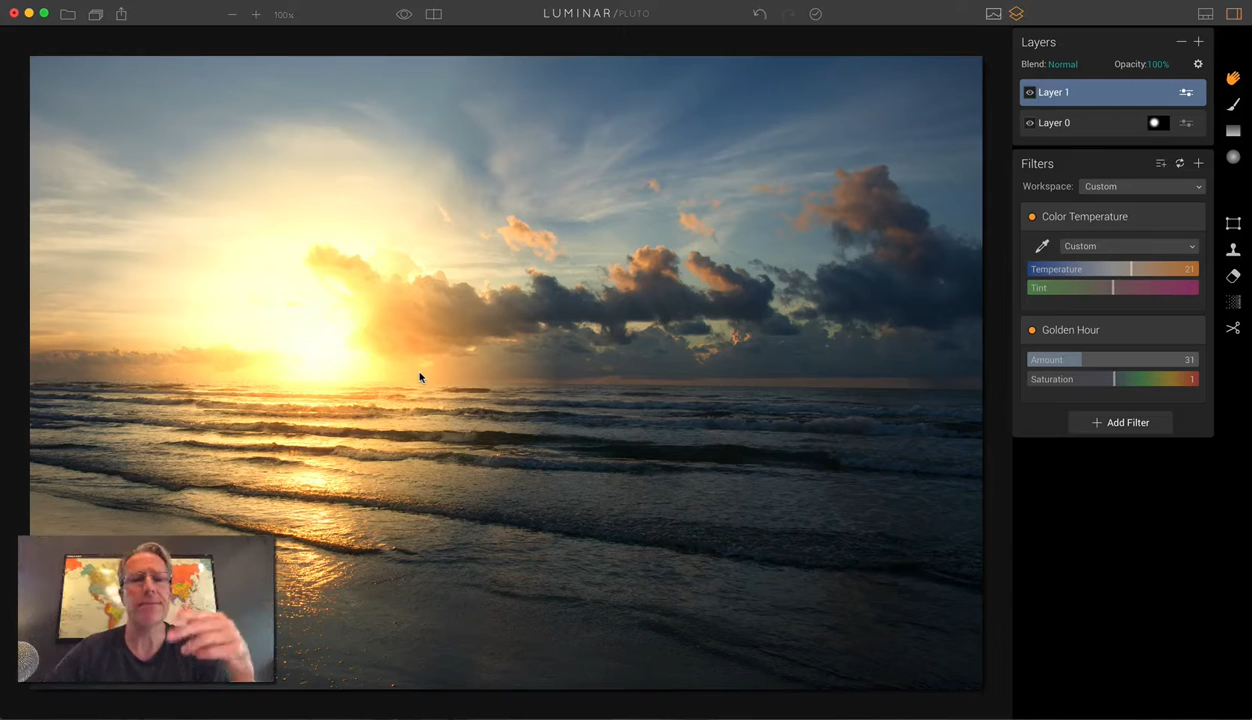 100%
LUMINAR/PLUTO
Layers
Blend: Normal
Opacity:100%
Layer 1
Layer 0
Filters
Workspace: Custom
Color Temperature
Custom
Temperature 21
Tint
Golden Hour
Amount 31
Saturation 1
+ Add Filter